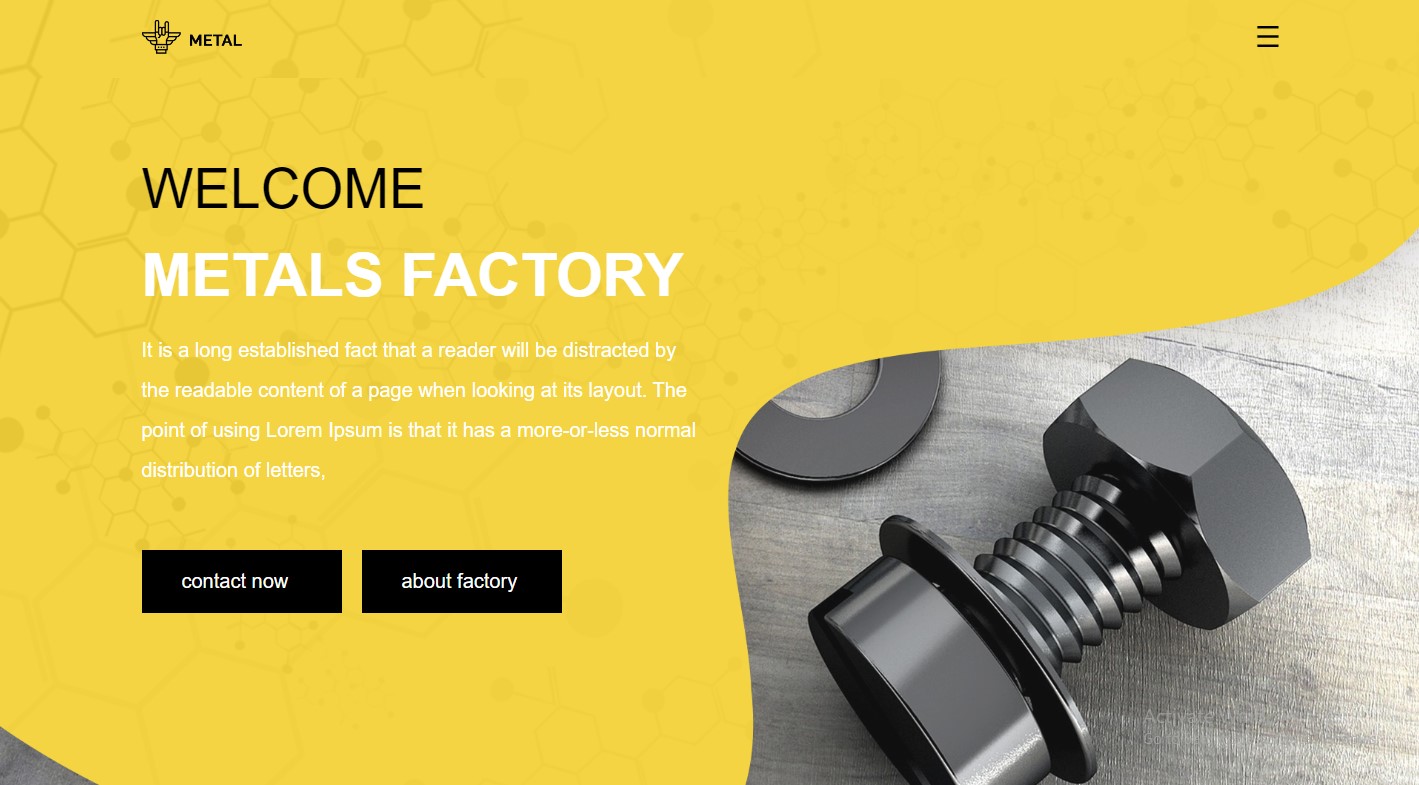 METAL
WELCOME
METALS FACTORY
It is a long established fact that a reader will be distracted by
the readable content of a page when looking at its layout. The
point of using Lorem Ipsum is that it has a more-or-less normal
distribution of letters,
contact now
about factory